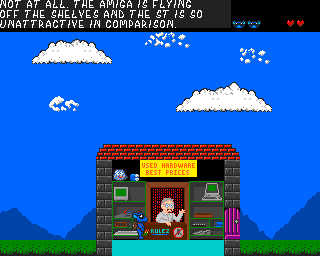 NOT AT ALL. THE AMIGA IS FLYING
OFF THE SHELVES AND THE ST IS SO
UNATTRACTIVE IN COMPARISON.
USED HARDWARE
BEST PRICES
RULEZ